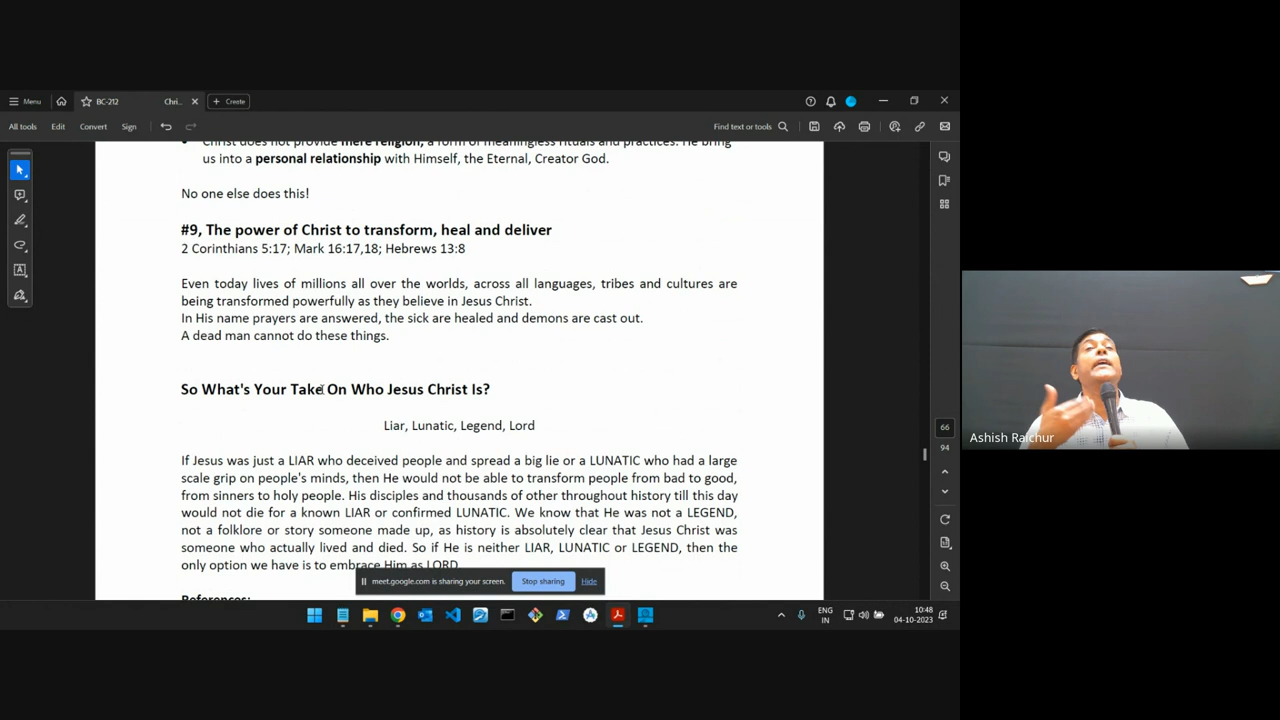 Menu
BC-212
Chri...
Create
All tools
Edit
Convert
Sign
Find text or tools
Christ does not provide mere religion, a form of meaningless rituals and practices. He bring
us into a personal relationship with Himself, the Eternal, Creator God.
No one else does this!
#9, The power of Christ to transform, heal and deliver
2 Corinthians 5:17; Mark 16:17,18; Hebrews 13:8
Even today lives of millions all over the worlds, across all languages, tribes and cultures are
being transformed powerfully as they believe in Jesus Christ.
In His name prayers are answered, the sick are healed and demons are cast out.
A dead man cannot do these things.
So What's Your Take On Who Jesus Christ Is?
Liar, Lunatic, Legend, Lord
If Jesus was just a LIAR who deceived people and spread a big lie or a LUNATIC who had a large
scale grip on people's minds, then He would not be able to transform people from bad to good,
from sinners to holy people. His disciples and thousands of other throughout history till this day
would not die for a known LIAR or confirmed LUNATIC. We know that He was not a LEGEND,
not a folklore or story someone made up, as history is absolutely clear that Jesus Christ was
someone who actually lived and died. So if He is neither LIAR, LUNATIC or LEGEND, then the
only option we have is to embrace Him as LORD
References:
66
94
meet.google.com is sharing your screen.
Stop sharing
Hide
ENG
IN
10:48
04-10-2023
Ashish Raichur